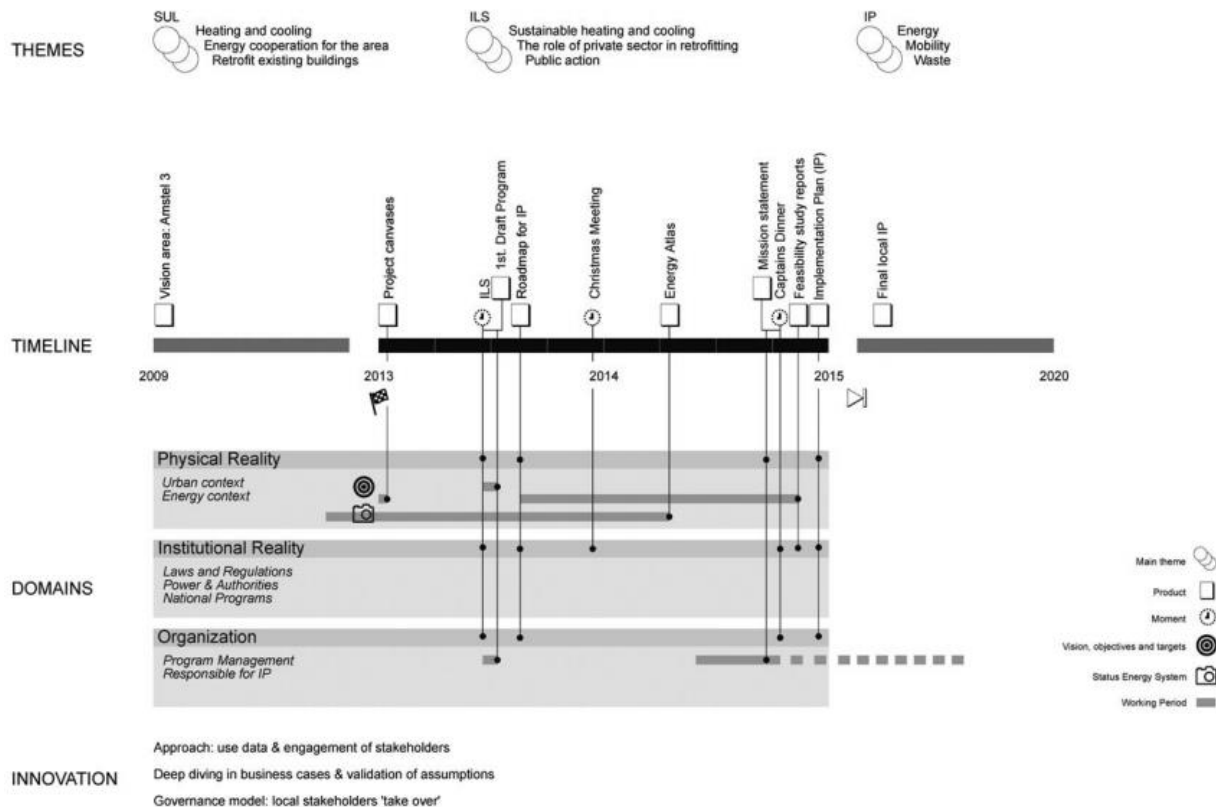 THEMES
SUL
Heating and cooling
Energy cooperation for the area
Retrofit existing buildings
ILS
Sustainable heating and cooling
The role of private sector in retrofitting
Public action
IP
Energy
Mobility
Waste
Vision area: Amstel 3
Project canvases
ILS
1st. Draft Program
Roadmap for IP
Christmas Meeting
Energy Atlas
Mission statement
Captains Dinner
Feasibility study reports
Implementation Plan (IP)
Final local IP
TIMELINE
2009
2013
2014
2015
2020
DOMAINS
Physical Reality
Urban context
Energy context
Institutional Reality
Laws and Regulations
Power & Authorities
National Programs
Organization
Program Management
Responsible for IP
Main theme
Product
Moment
Vision, objectives and targets
Status Energy System
Working Period
INNOVATION
Approach: use data & engagement of stakeholders
Deep diving in business cases & validation of assumptions
Governance model: local stakeholders 'take over'